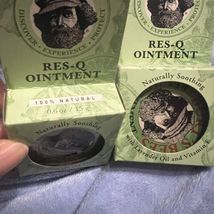 DISCOVER • EXPERIENCE • PROTECT
RES-Q
OINTMENT
100% NATURAL
0.6 oz / 15 g
Naturally Soothing
RES-Q
OINTMENT
Naturally Soothing
Lavender Oil and Vitamin E